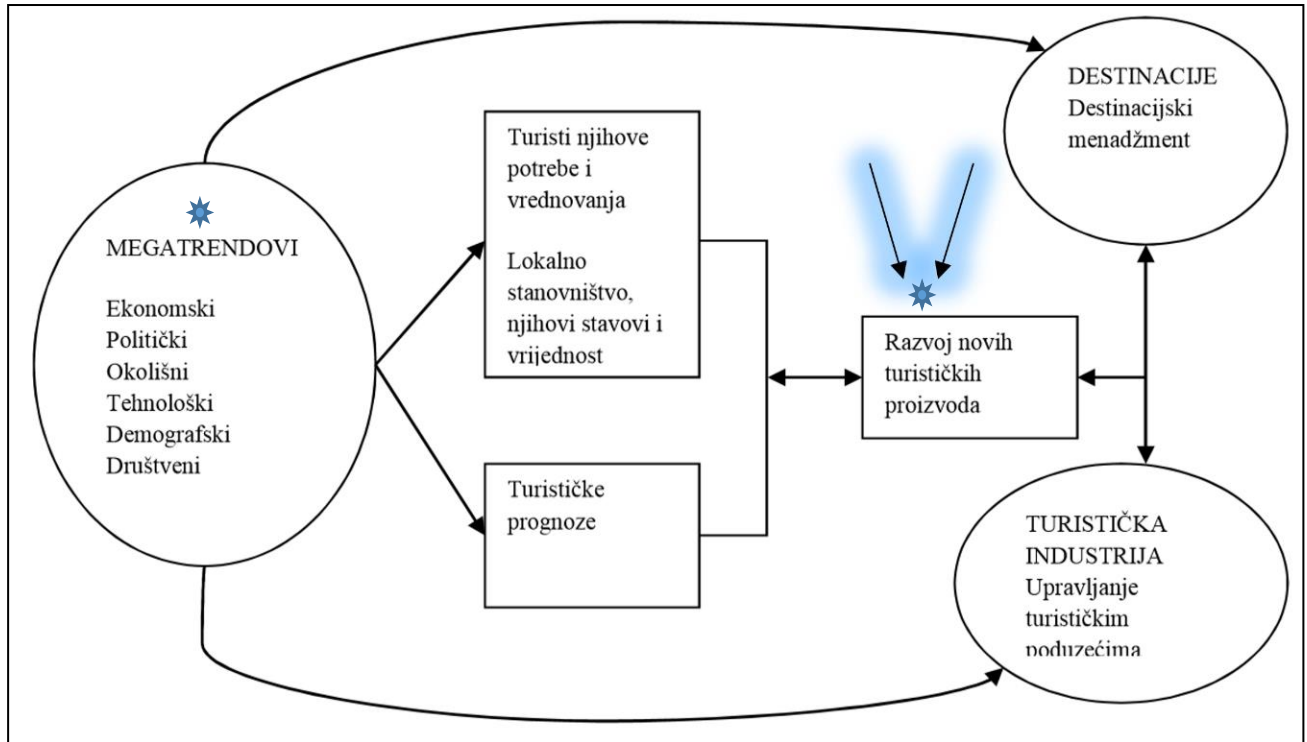 MEGATRENDOVI
Ekonomski
Politički
Okolišni
Tehnološki
Demografski
Društveni
Turisti njihove
potrebe i
vrednovanja
Lokalno
stanovništvo,
njihovi stavovi i
vrijednost
Turističke
prognoze
Razvoj novih
turističkih
proizvoda
DESTINACIJE
Destinacijski
menadžment
TURISTIČKA
INDUSTRIJA
Upravljanje
turističkim
poduzećima